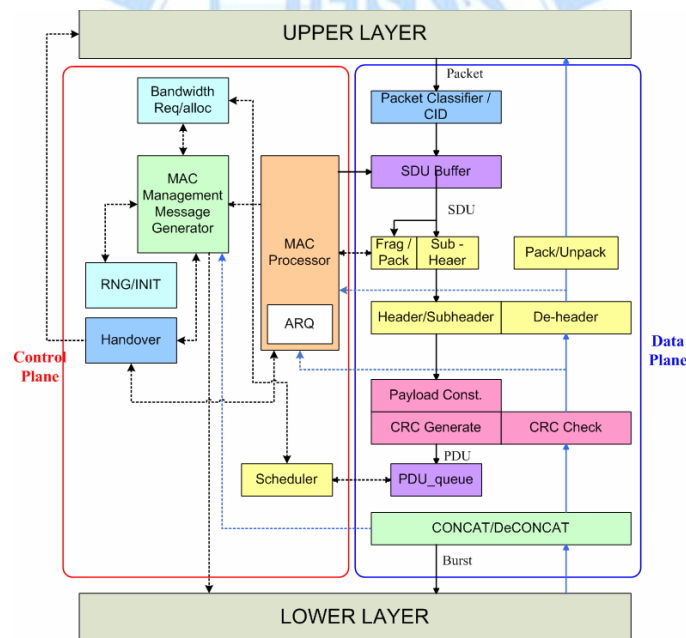 UPPER LAYER
Packet
Bandwidth
Req/alloc
Packet Classifier /
CID
MAC
Management
Message
Generator
SDU Buffer
SDU
MAC
Processor
Frag /
Pack
Sub -
Heaer
Pack/Unpack
RNG/INIT
ARQ
Header/Subheader
De-header
Handover
Control
Plane
Data
Plane
Payload Const.
CRC Generate
CRC Check
PDU
Scheduler
PDU_queue
CONCAT/DeCONCAT
Burst
LOWER LAYER